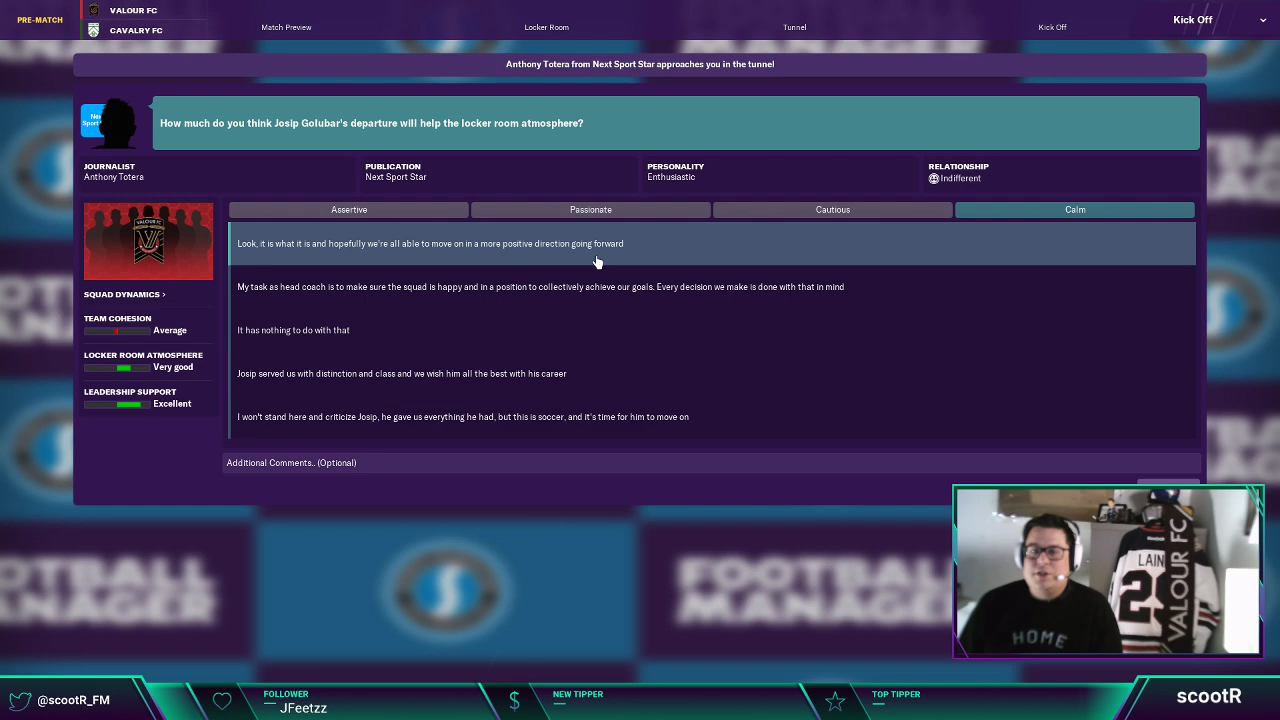 PRE-MATCH
VALOUR FC
CAVALRY FC
Match Preview
Locker Room
Tunnel
Kick Off
Kick Off
Anthony Totera from Next Sport Star approaches you in the tunnel
How much do you think Josip Golubar's departure will help the locker room atmosphere?
JOURNALIST
Anthony Totera
PUBLICATION
Next Sport Star
PERSONALITY
Enthusiastic
RELATIONSHIP
Indifferent
Assertive
Passionate
Cautious
Calm
VALOUR FC
Look, it is what it is and hopefully we're all able to move on in a more positive direction going forward
My task as head coach is to make sure the squad is happy and in a position to collectively achieve our goals. Every decision we make is done with that in mind
It has nothing to do with that
Josip served us with distinction and class and we wish him all the best with his career
I won't stand here and criticize Josip, he gave us everything he had, but this is soccer, and it's time for him to move on
SQUAD DYNAMICS >
TEAM COHESION
Average
LOCKER ROOM ATMOSPHERE
Very good
LEADERSHIP SUPPORT
Excellent
Additional Comments.. (Optional)
FOOTBALL
MANAGER
LAIN
2
VALOUR FC
HOME
@scootR_FM
FOLLOWER
JFeetzz
NEW TIPPER
TOP TIPPER
scootR